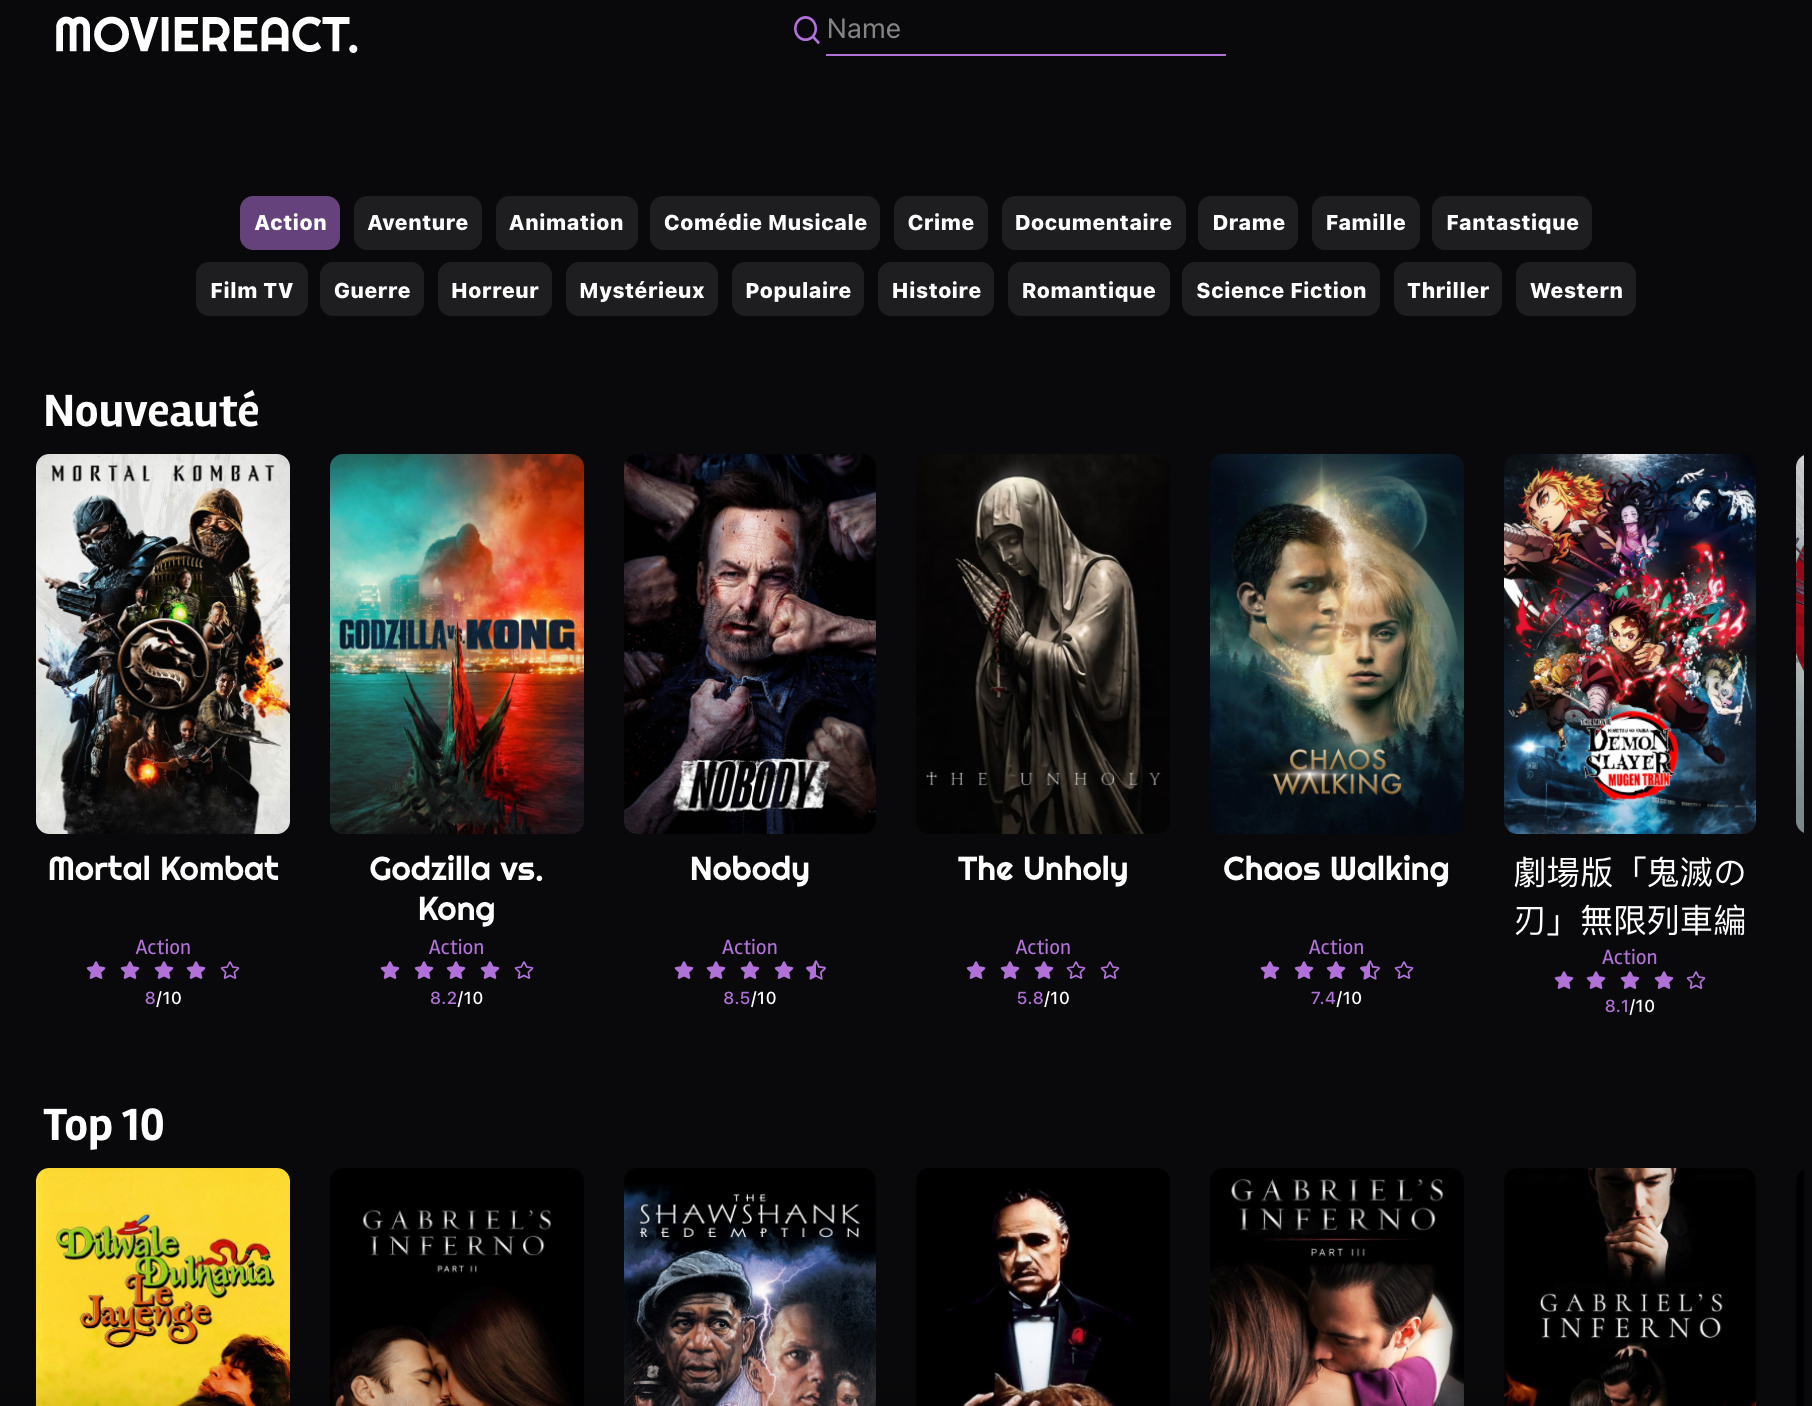 MOVIEREACT.
Name
Action Aventure Animation Comédie Musicale Crime Documentaire Drame Famille Fantastique
Film TV Guerre Horreur Mystérieux Populaire Histoire Romantique Science Fiction Thriller Western
Nouveauté
MORTAL KOMBAT
GODZILLA vs. KONG
NOBODY
THE UNHOLY
CHAOS
WALKING
DEMON
SLAYER
MUGEN TRAIN
Mortal Kombat
Action
8/10
Godzilla vs.
Kong
Action
8.2/10
Nobody
Action
8.5/10
The Unholy
Action
5.8/10
Chaos Walking
Action
7.4/10
劇場版「鬼滅の
刃」無限列車編
Action
8.1/10
Top 10
Dilwale
Dulhania
Le
Jayenge
GABRIEL'S
INFERNO
PART II
THE
SHAWSHANK
REDEMPTION
GABRIEL'S
INFERNO
PART III
GABRIEL'S
INFERNO